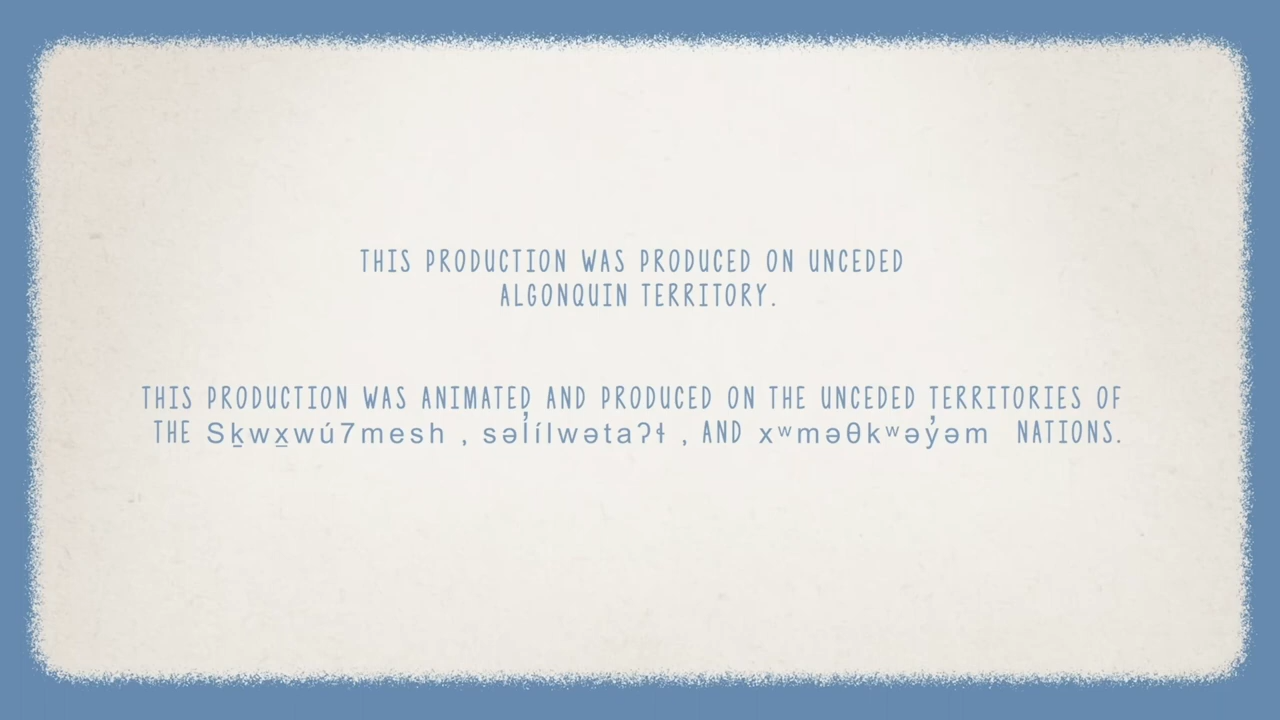 THIS PRODUCTION WAS PRODUCED ON UNCEDED
ALGONQUIN TERRITORY.
THIS PRODUCTION WAS ANIMATED AND PRODUCED ON THE UNCEDED TERRITORIES OF
THE Sḵwx̱wú7mesh , səl̓ílwətaʔɬ , AND xʷməθkʷəy̓əm NATIONS.